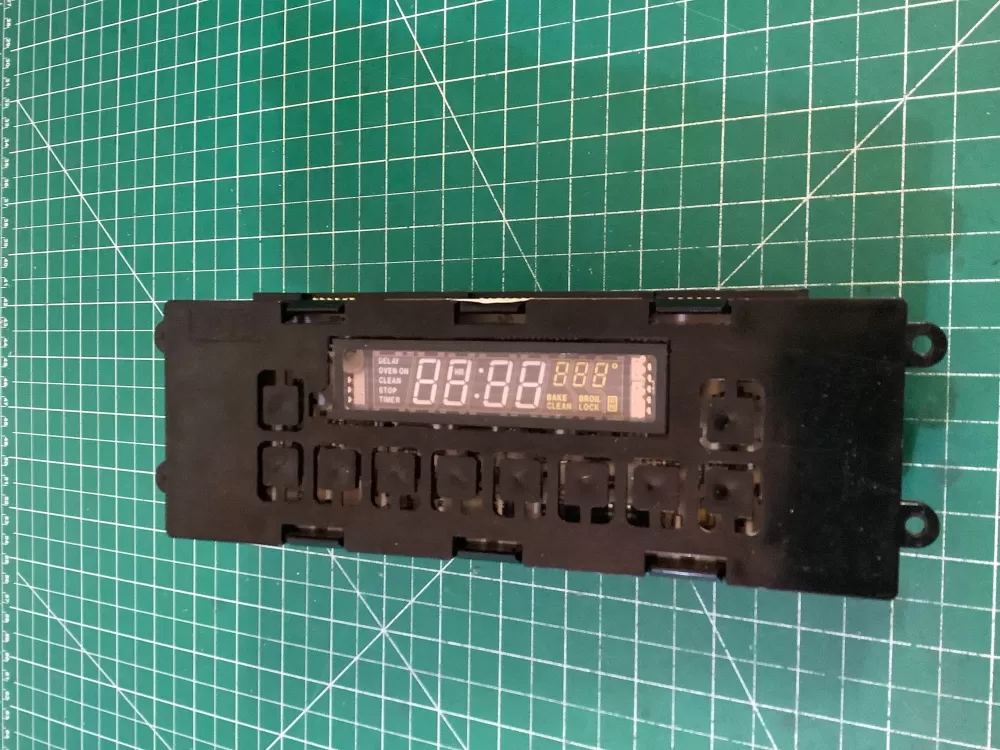 DELAY
OVEN ON
CLEAN
STOP
TIMER
88:88 888°
BAKE BROIL
CLEAN LOCK